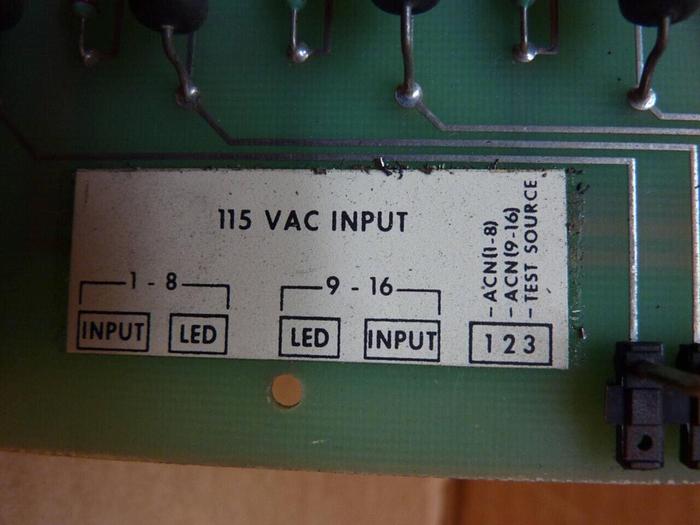 115 VAC INPUT
1 - 8
9 - 16
INPUT LED LED INPUT 1 2 3
-ACN(1-8)
-ACN(9-16)
-TEST SOURCE